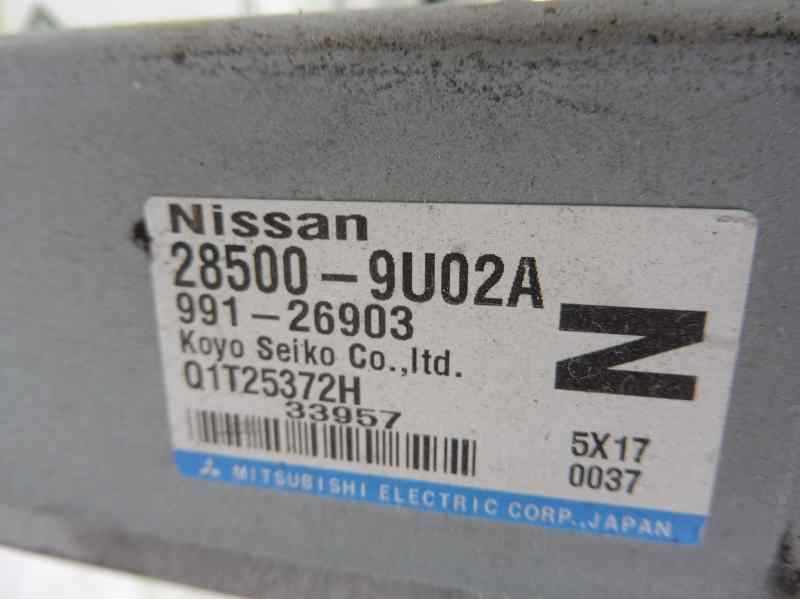 Nissan
28500-9U02A
991-26903
Koyo Seiko Co.,ltd.
Q1T25372H
33957
N
5X17
0037
MITSUBISHI ELECTRIC CORP.,JAPAN